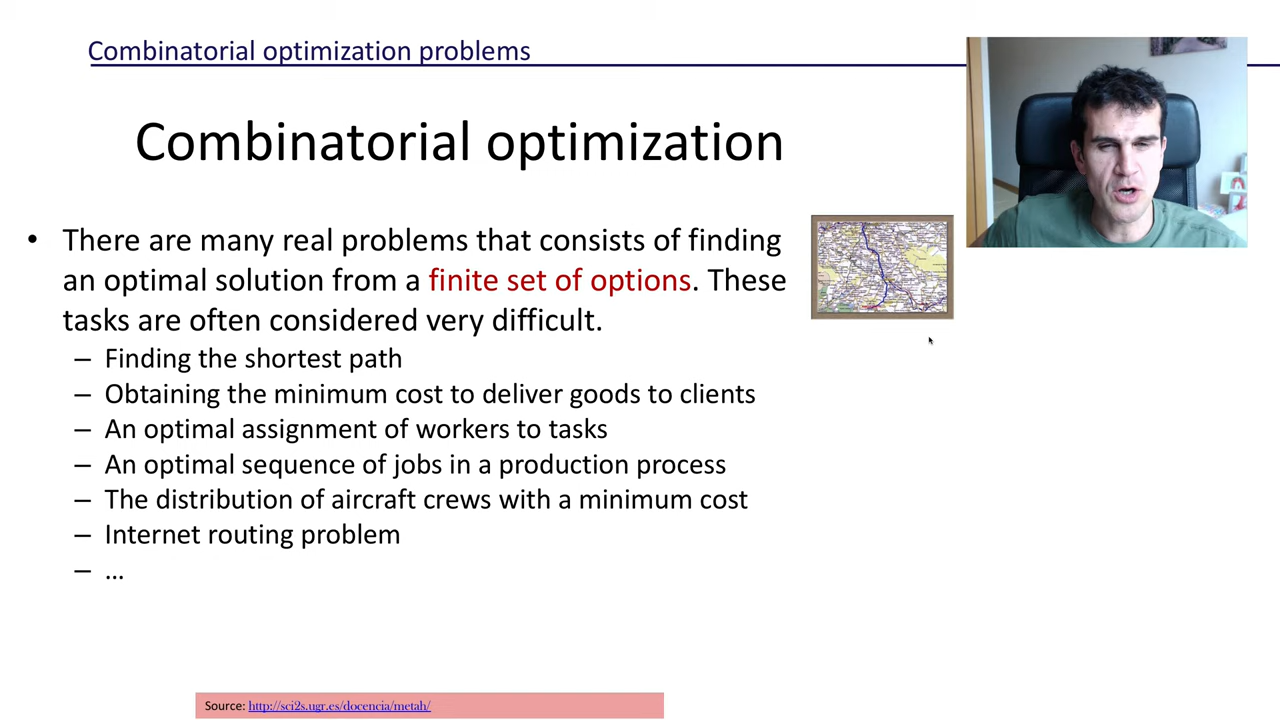 Combinatorial optimization problems
Combinatorial optimization
• There are many real problems that consists of finding
an optimal solution from a finite set of options. These
tasks are often considered very difficult.
– Finding the shortest path
– Obtaining the minimum cost to deliver goods to clients
– An optimal assignment of workers to tasks
– An optimal sequence of jobs in a production process
– The distribution of aircraft crews with a minimum cost
– Internet routing problem
– ...
Source: http://sci2s.ugr.es/docencia/metah/